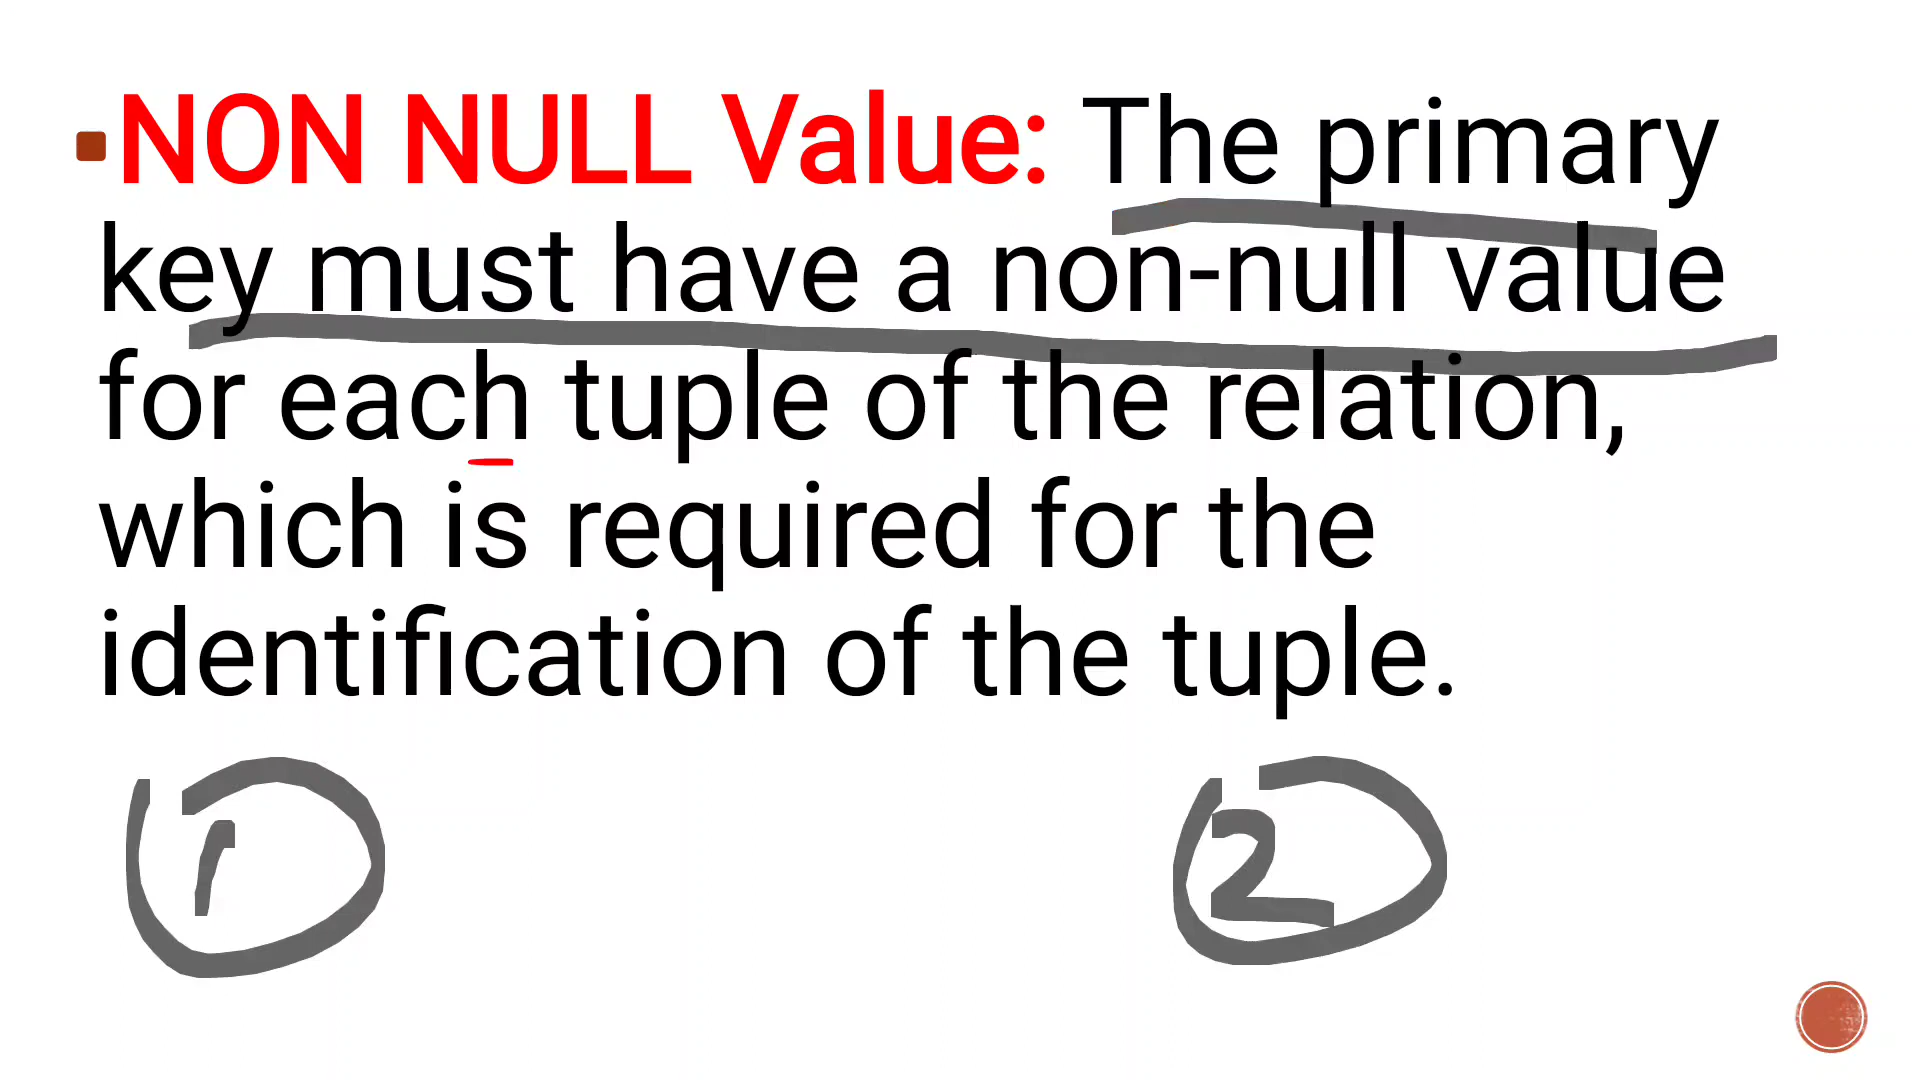 NON NULL Value: The primary
key must have a non-null value
for each tuple of the relation,
which is required for the
identification of the tuple.
1 2